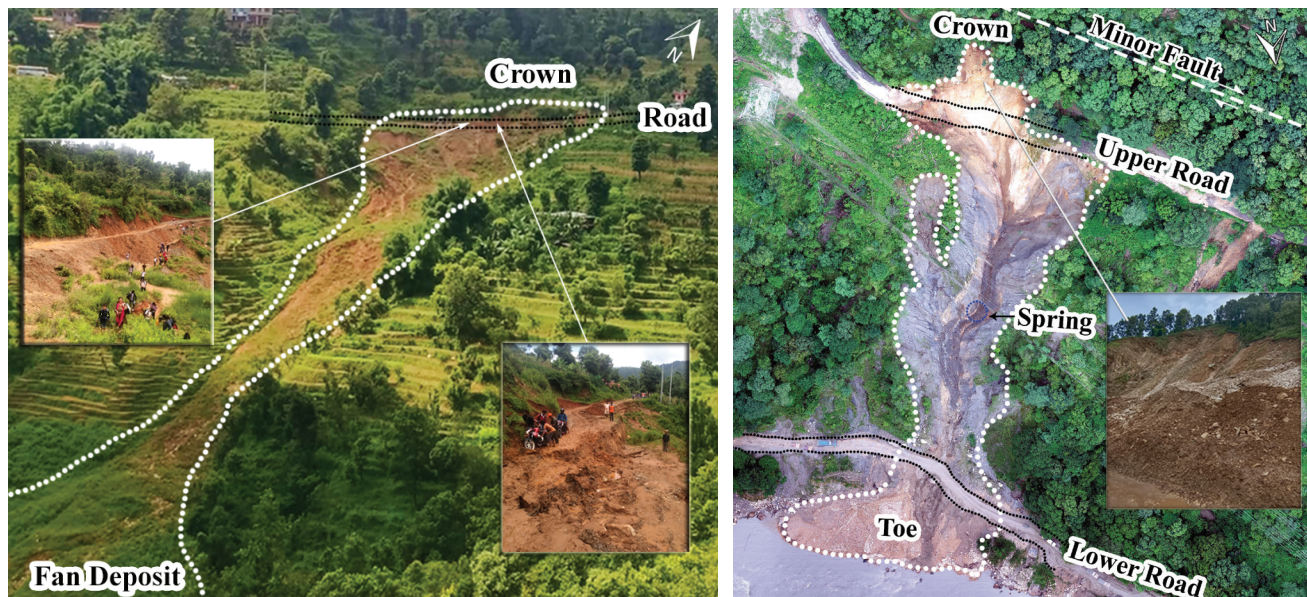 N
Crown
Road
Fan Deposit
N
Crown
Minor Fault
Upper Road
Spring
Toe
Lower Road